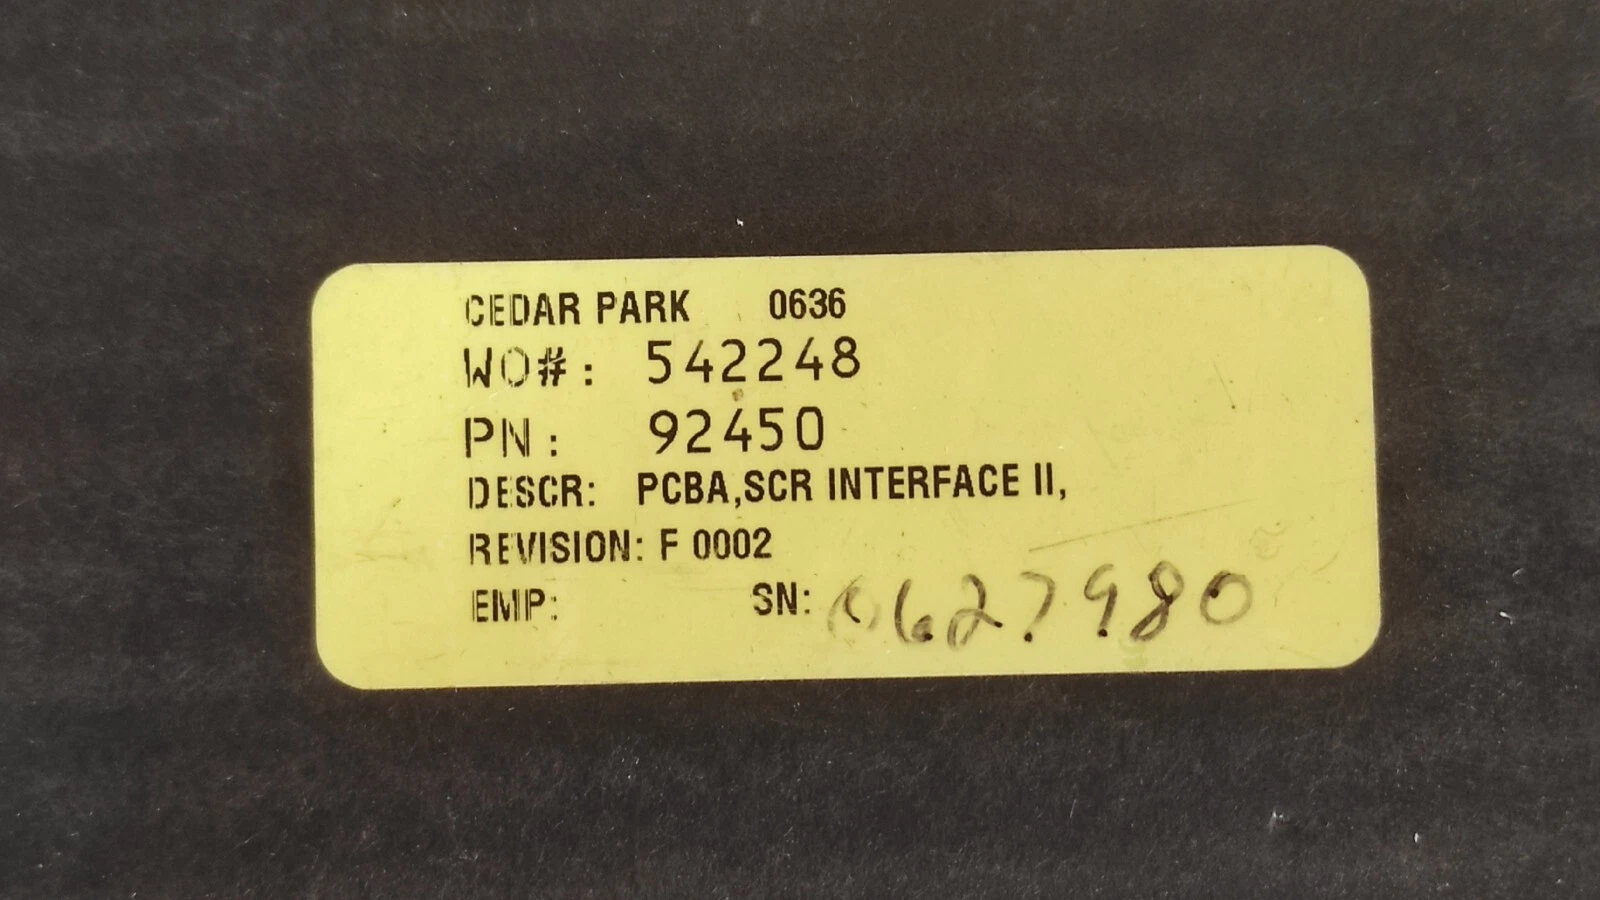 CEDAR PARK 0636
WO#: 542248
PN: 92450
DESCR: PCBA,SCR INTERFACE II,
REVISION: F 0002
EMP: SN: 0627980